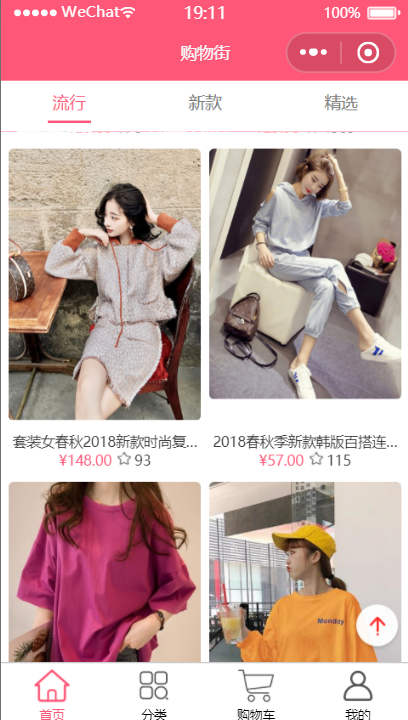 WeChat 19:11 100%
购物街
流行 新款 精选
套装女春秋2018新款时尚复...
¥148.00 93
2018春秋季新款韩版百搭连...
¥57.00 115
Monday
首页 分类 购物车 我的